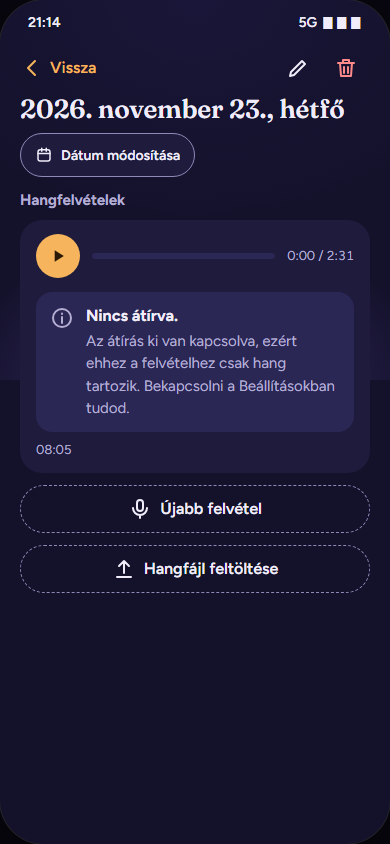 21:14
5G
Vissza
2026. november 23., hétfő
Dátum módosítása
Hangfelvételek
0:00 / 2:31
Nincs átírva.
Az átírás ki van kapcsolva, ezért
ehhez a felvételhez csak hang
tartozik. Bekapcsolni a Beállításokban
tudod.
08:05
Újabb felvétel
Hangfájl feltöltése